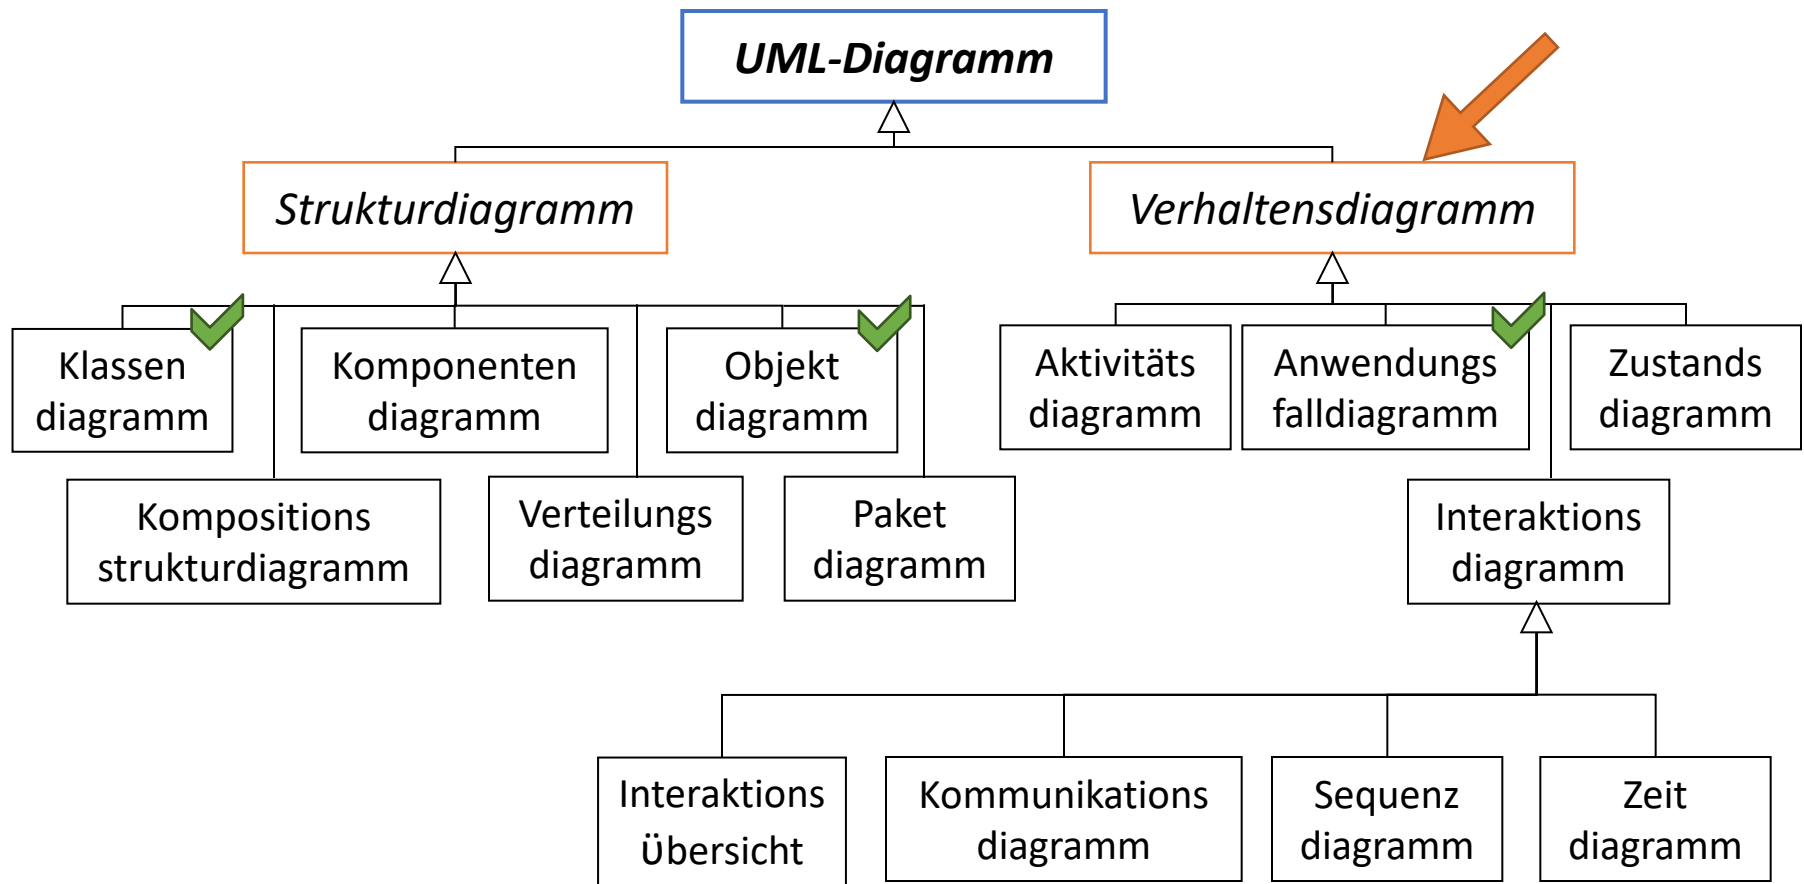 UML-Diagramm
Strukturdiagramm
Verhaltensdiagramm
Klassen
diagramm
Komponenten
diagramm
Objekt
diagramm
Aktivitäts
diagramm
Anwendungs
falldiagramm
Zustands
diagramm
Kompositions
strukturdiagramm
Verteilungs
diagramm
Paket
diagramm
Interaktions
diagramm
Interaktions
übersicht
Kommunikations
diagramm
Sequenz
diagramm
Zeit
diagramm